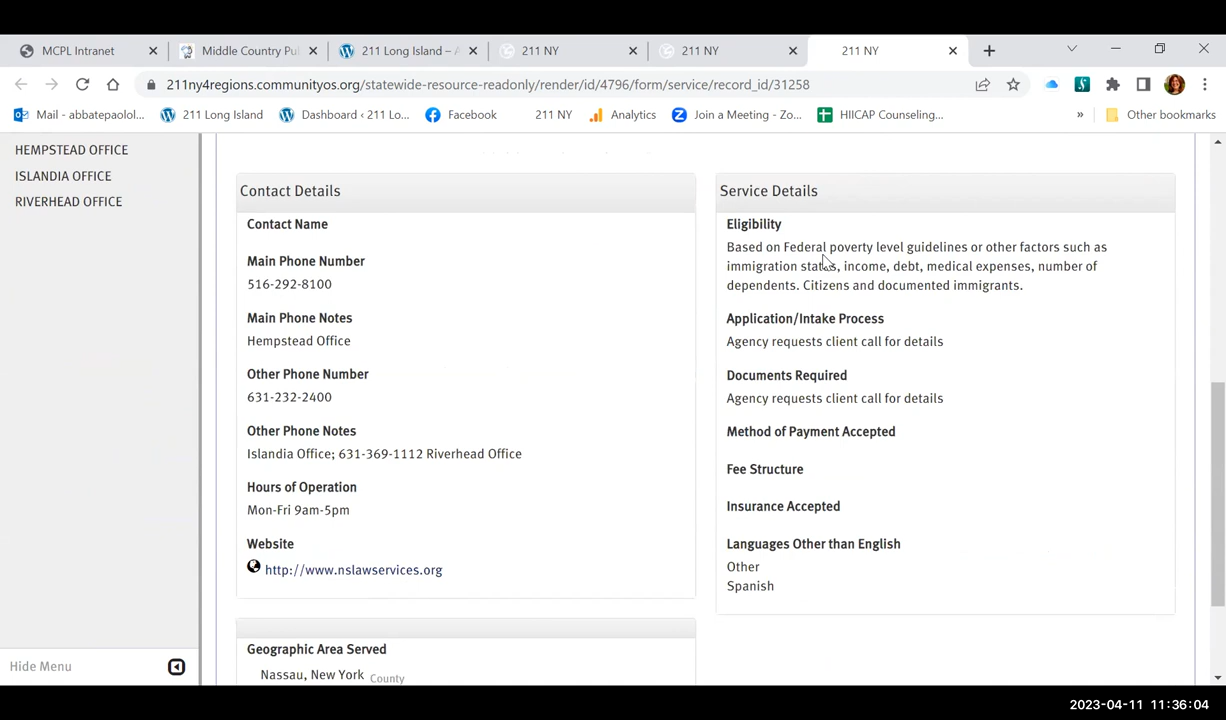 MCPL Intranet
Middle Country Pu
211 Long Island – A
211 NY
211 NY
211 NY
211ny4regions.communityos.org/statewide-resource-readonly/render/id/4796/form/service/record_id/31258
Mail - abbatepaolol...
211 Long Island
Dashboard ‹ 211 Lo...
Facebook
211 NY
Analytics
Join a Meeting - Zo...
HIICAP Counseling...
»
Other bookmarks
HEMPSTEAD OFFICE
ISLANDIA OFFICE
RIVERHEAD OFFICE
Hide Menu
Contact Details
Contact Name
Main Phone Number
516-292-8100
Main Phone Notes
Hempstead Office
Other Phone Number
631-232-2400
Other Phone Notes
Islandia Office; 631-369-1112 Riverhead Office
Hours of Operation
Mon-Fri 9am-5pm
Website
http://www.nslawservices.org
Geographic Area Served
Nassau, New York County
Service Details
Eligibility
Based on Federal poverty level guidelines or other factors such as
immigration status, income, debt, medical expenses, number of
dependents. Citizens and documented immigrants.
Application/Intake Process
Agency requests client call for details
Documents Required
Agency requests client call for details
Method of Payment Accepted
Fee Structure
Insurance Accepted
Languages Other than English
Other
Spanish
2023-04-11 11:36:04